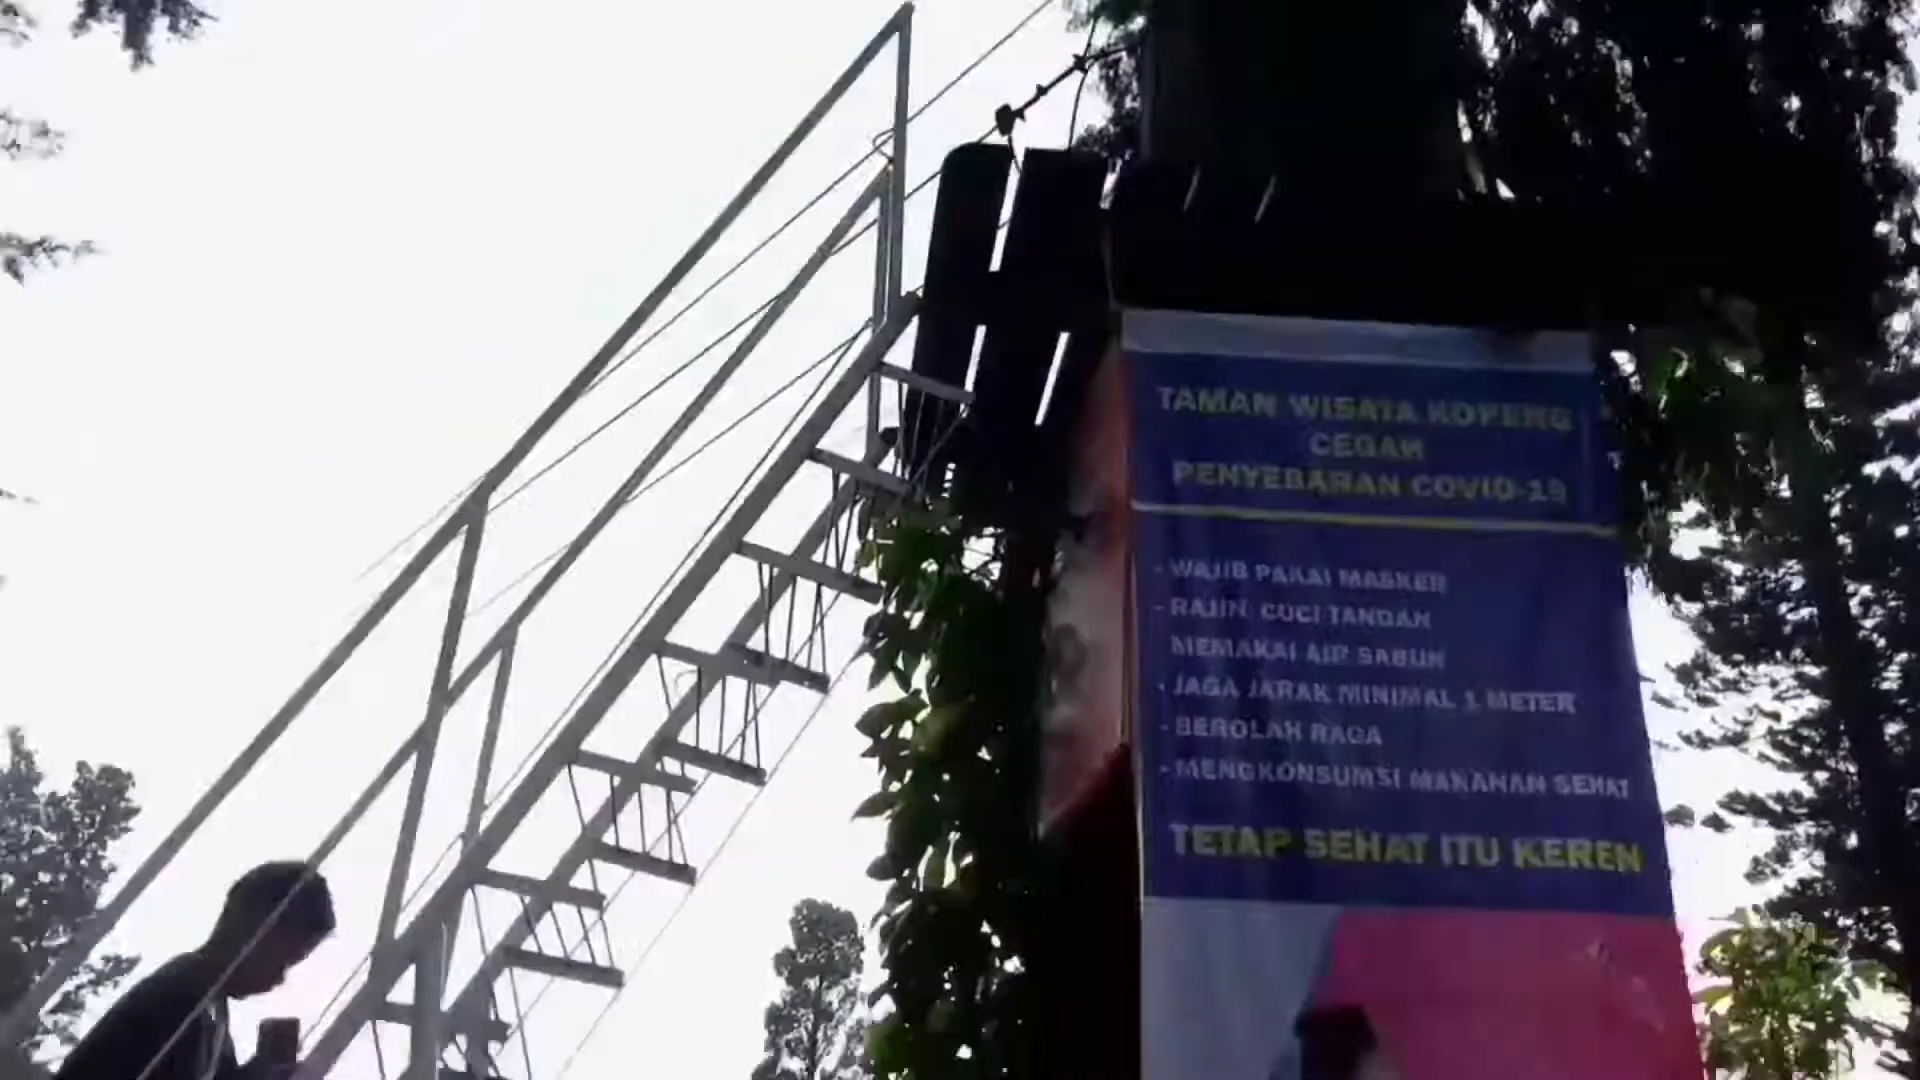 TAMAN WISATA KOPENG
CEGAH
PENYEBARAN COVID-19
- WAJIB PAKAI MASKER
- RAJIN CUCI TANGAN
MEMAKAI AIR SABUN
- JAGA JARAK MINIMAL 1 METER
- BEROLAH RAGA
- MENGKONSUMSI MAKANAN SEHAT
TETAP SEHAT ITU KEREN